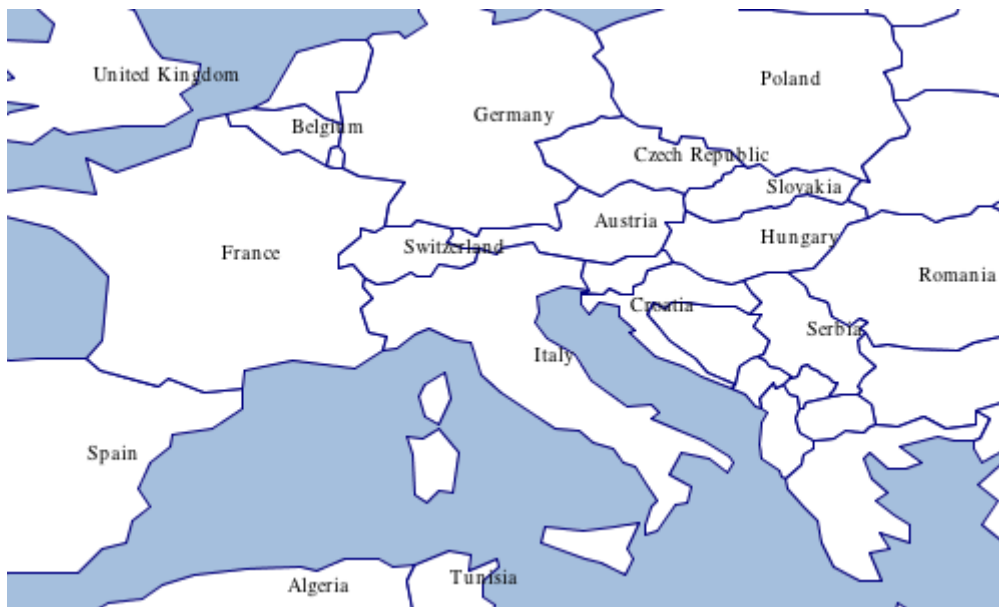 United Kingdom
Poland
Germany
Belgium
Czech Republic
Slovakia
Austria
Hungary
Switzerland
France
Romania
Croatia
Serbia
Italy
Spain
Tunisia
Algeria